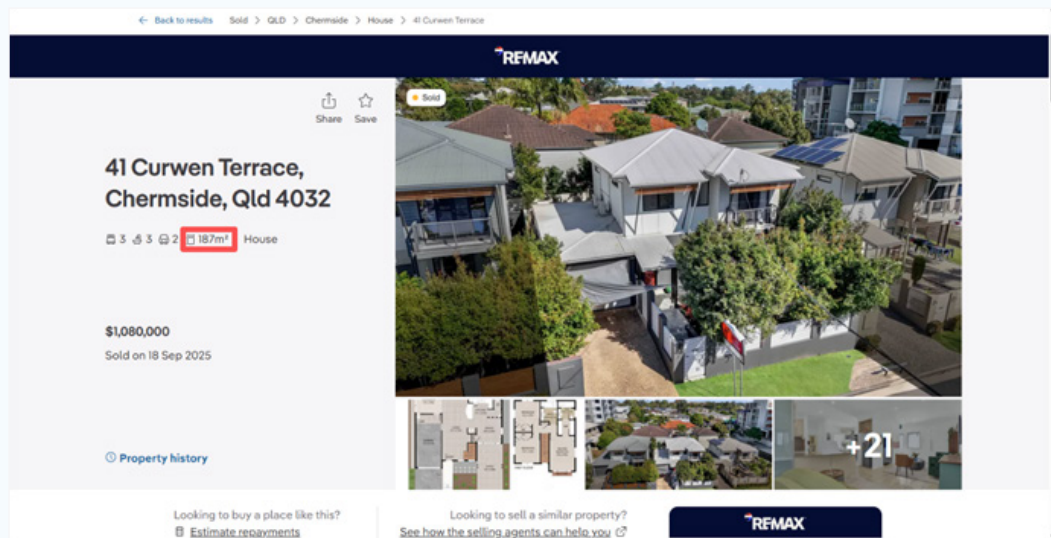 ← Back to results Sold > QLD > Chermside > House > 41 Curwen Terrace
RE/MAX
Share Save
Sold
41 Curwen Terrace,
Chermside, Qld 4032
3 3 2 187m² House
$1,080,000
Sold on 18 Sep 2025
Property history
+21
Looking to buy a place like this?
Estimate repayments
Looking to sell a similar property?
See how the selling agents can help you
RE/MAX